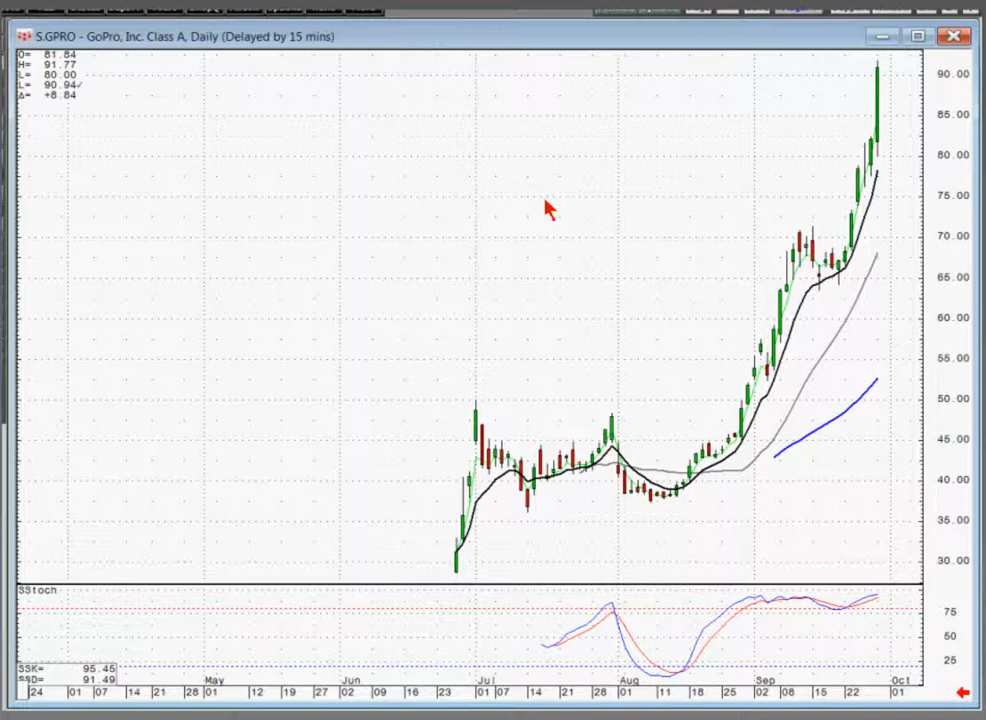 S.GPRO - GoPro, Inc. Class A, Daily (Delayed by 15 mins)
O= 81.84
H= 91.77
L= 80.00
L= 90.94✓
Δ= +8.84
90.00
85.00
80.00
75.00
70.00
65.00
60.00
55.00
50.00
45.00
40.00
35.00
30.00
SStoch
75
50
25
SSK= 95.45
SSD= 91.49
May Jun Jul Aug Sep Oct
24 01 07 14 21 28 12 19 27 02 09 16 23 01 07 14 21 28 11 18 25 02 08 15 22 01